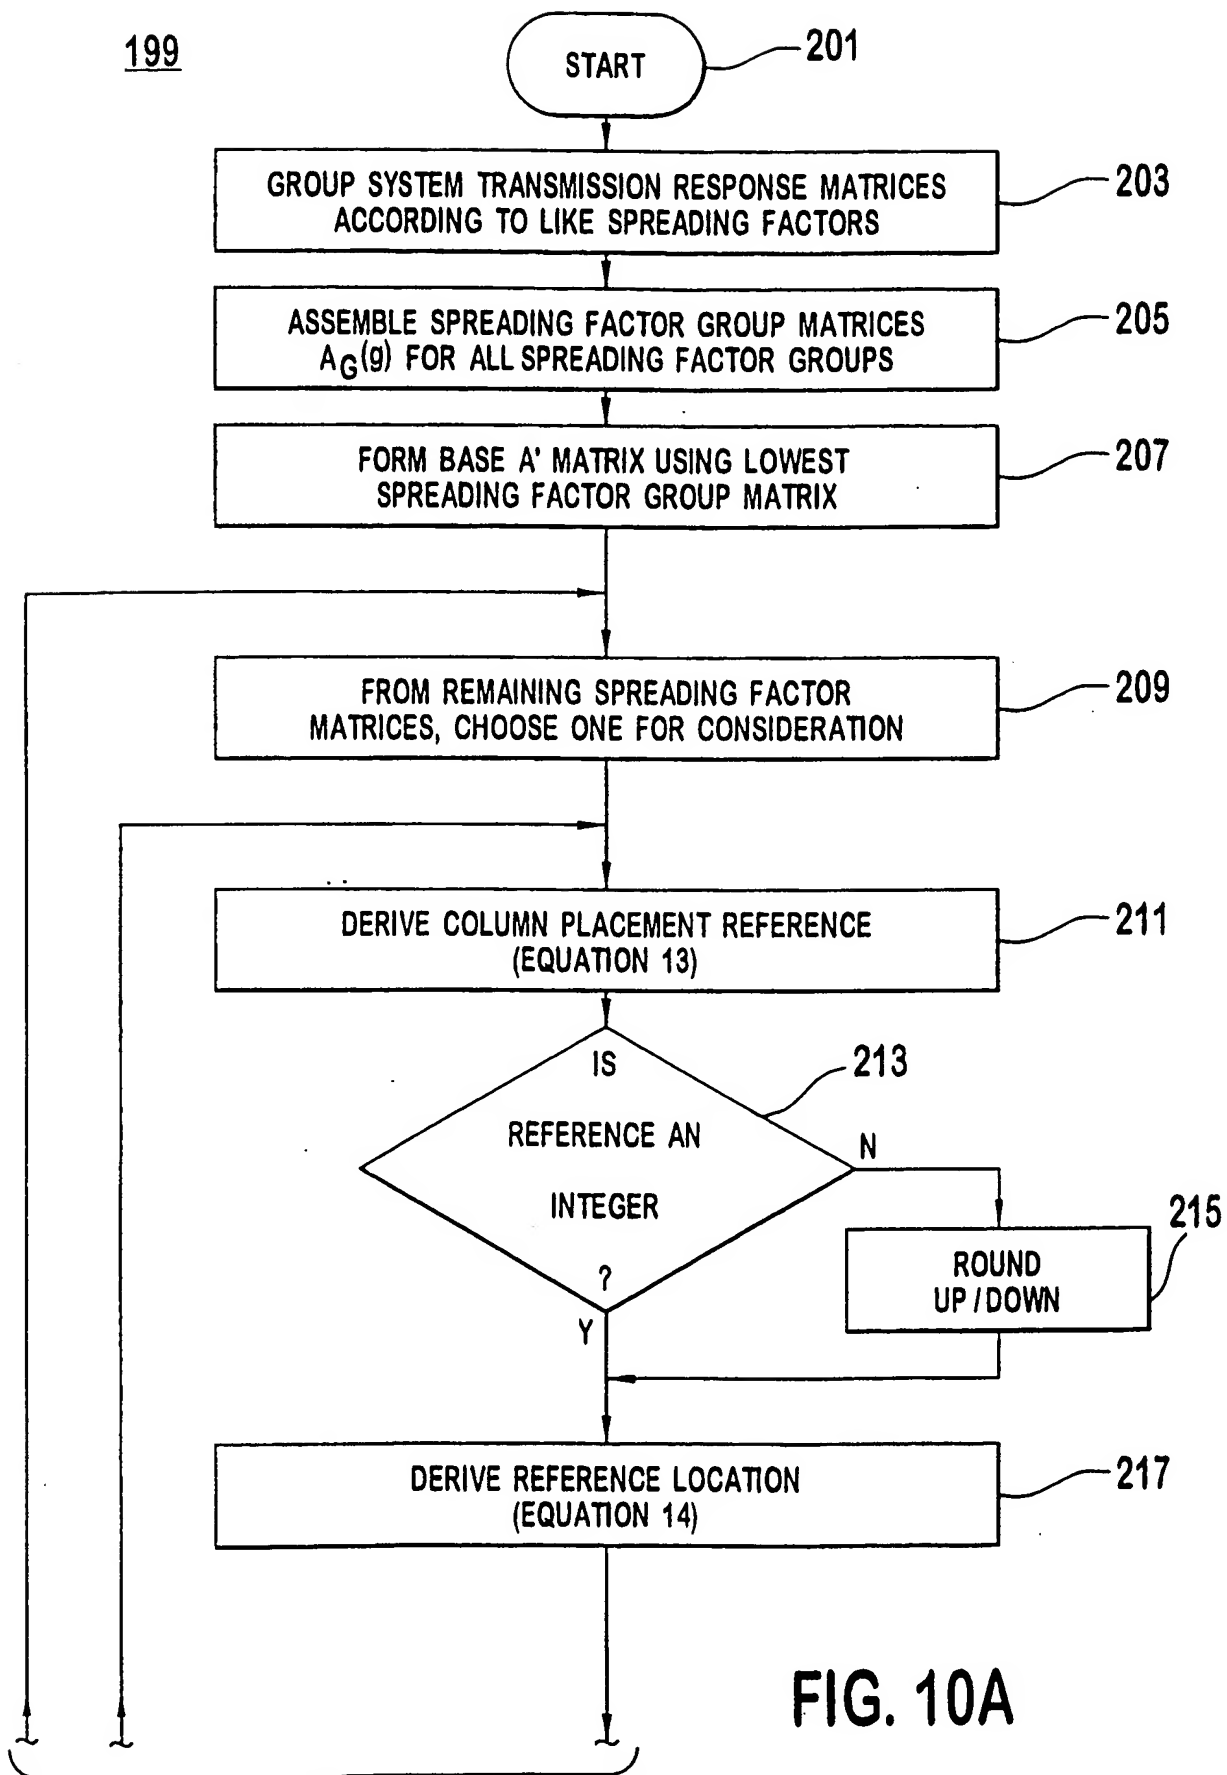 199
START
201
GROUP SYSTEM TRANSMISSION RESPONSE MATRICES
ACCORDING TO LIKE SPREADING FACTORS
203
ASSEMBLE SPREADING FACTOR GROUP MATRICES
AG(g) FOR ALL SPREADING FACTOR GROUPS
205
FORM BASE A' MATRIX USING LOWEST
SPREADING FACTOR GROUP MATRIX
207
FROM REMAINING SPREADING FACTOR
MATRICES, CHOOSE ONE FOR CONSIDERATION
209
DERIVE COLUMN PLACEMENT REFERENCE
(EQUATION 13)
211
IS
REFERENCE AN
INTEGER
?
213
N
Y
ROUND
UP / DOWN
215
DERIVE REFERENCE LOCATION
(EQUATION 14)
217
FIG. 10A